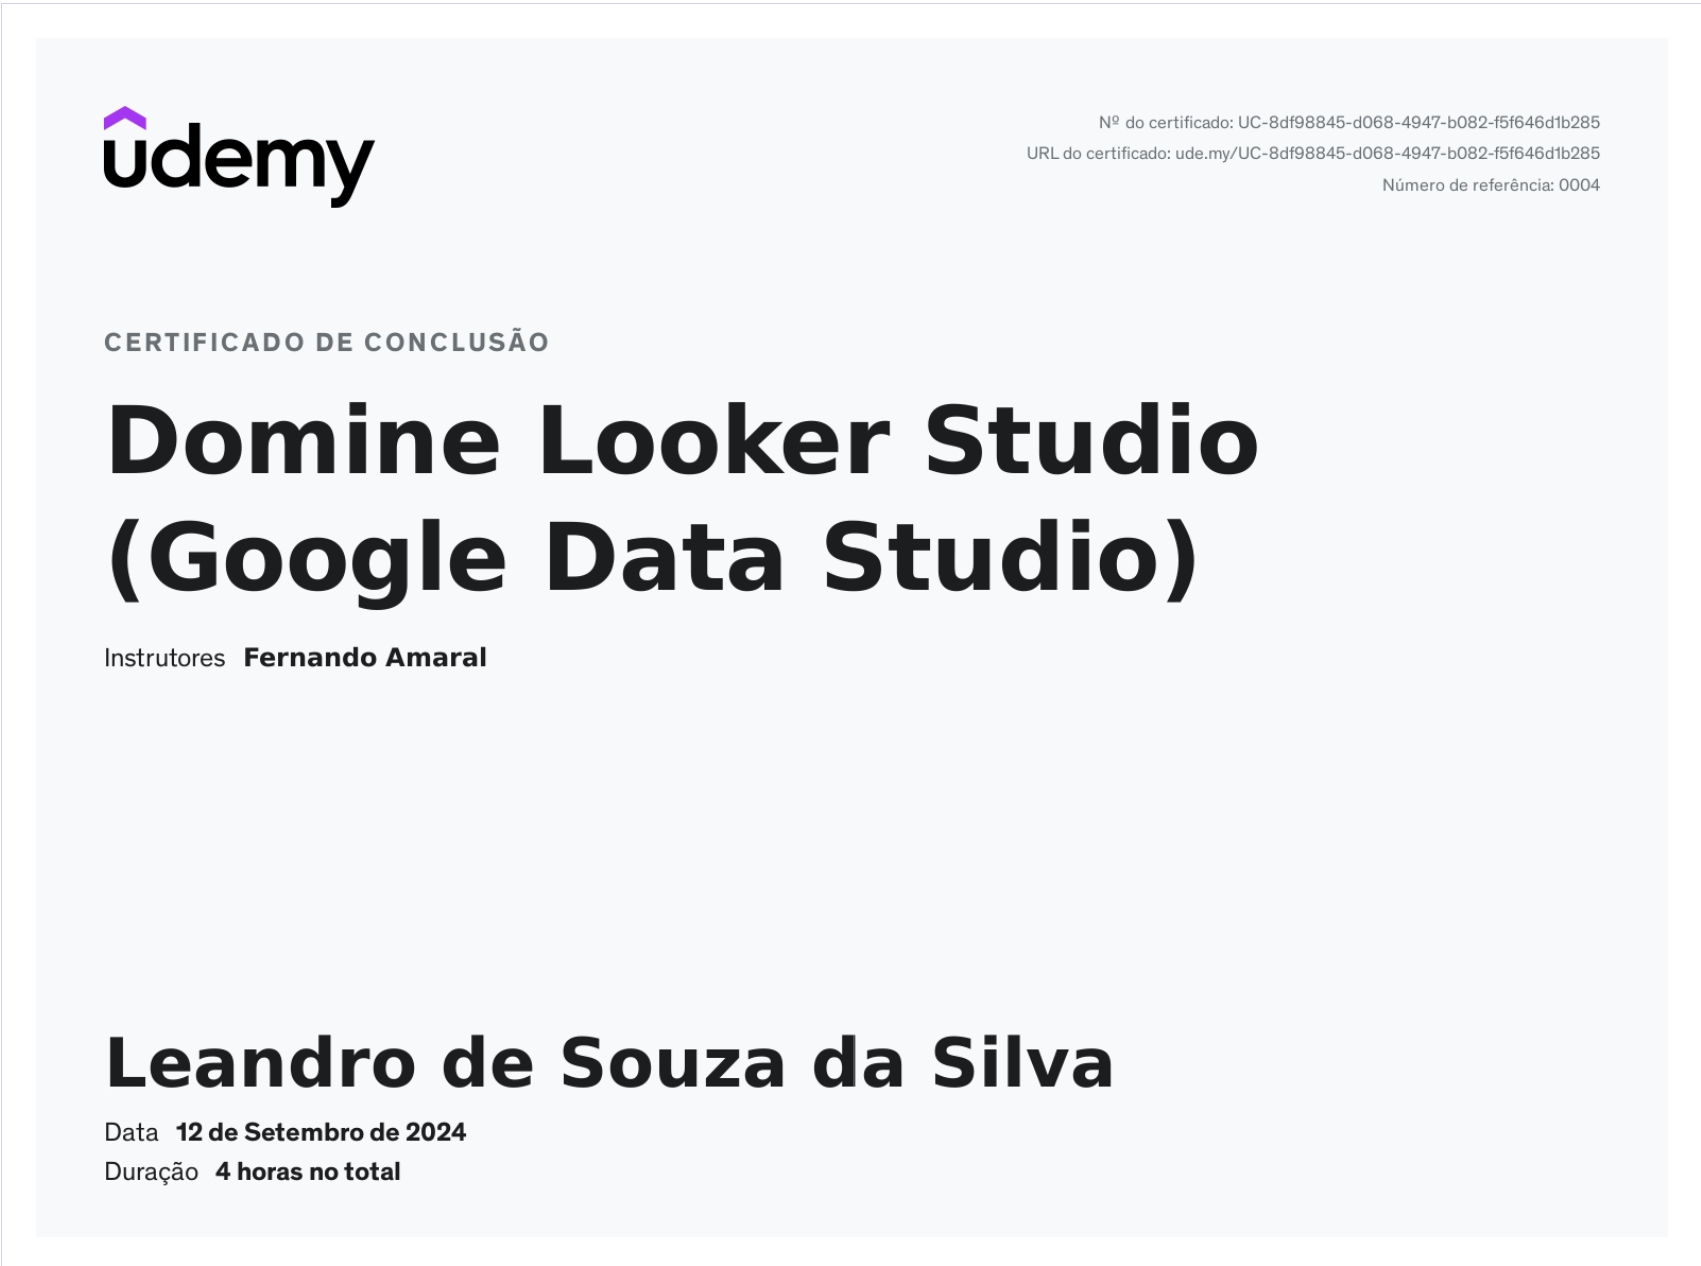 udemy
Nº do certificado: UC-8df98845-d068-4947-b082-f5f646d1b285
URL do certificado: ude.my/UC-8df98845-d068-4947-b082-f5f646d1b285
Número de referência: 0004
CERTIFICADO DE CONCLUSÃO
Domine Looker Studio
(Google Data Studio)
Instrutores Fernando Amaral
Leandro de Souza da Silva
Data 12 de Setembro de 2024
Duração 4 horas no total